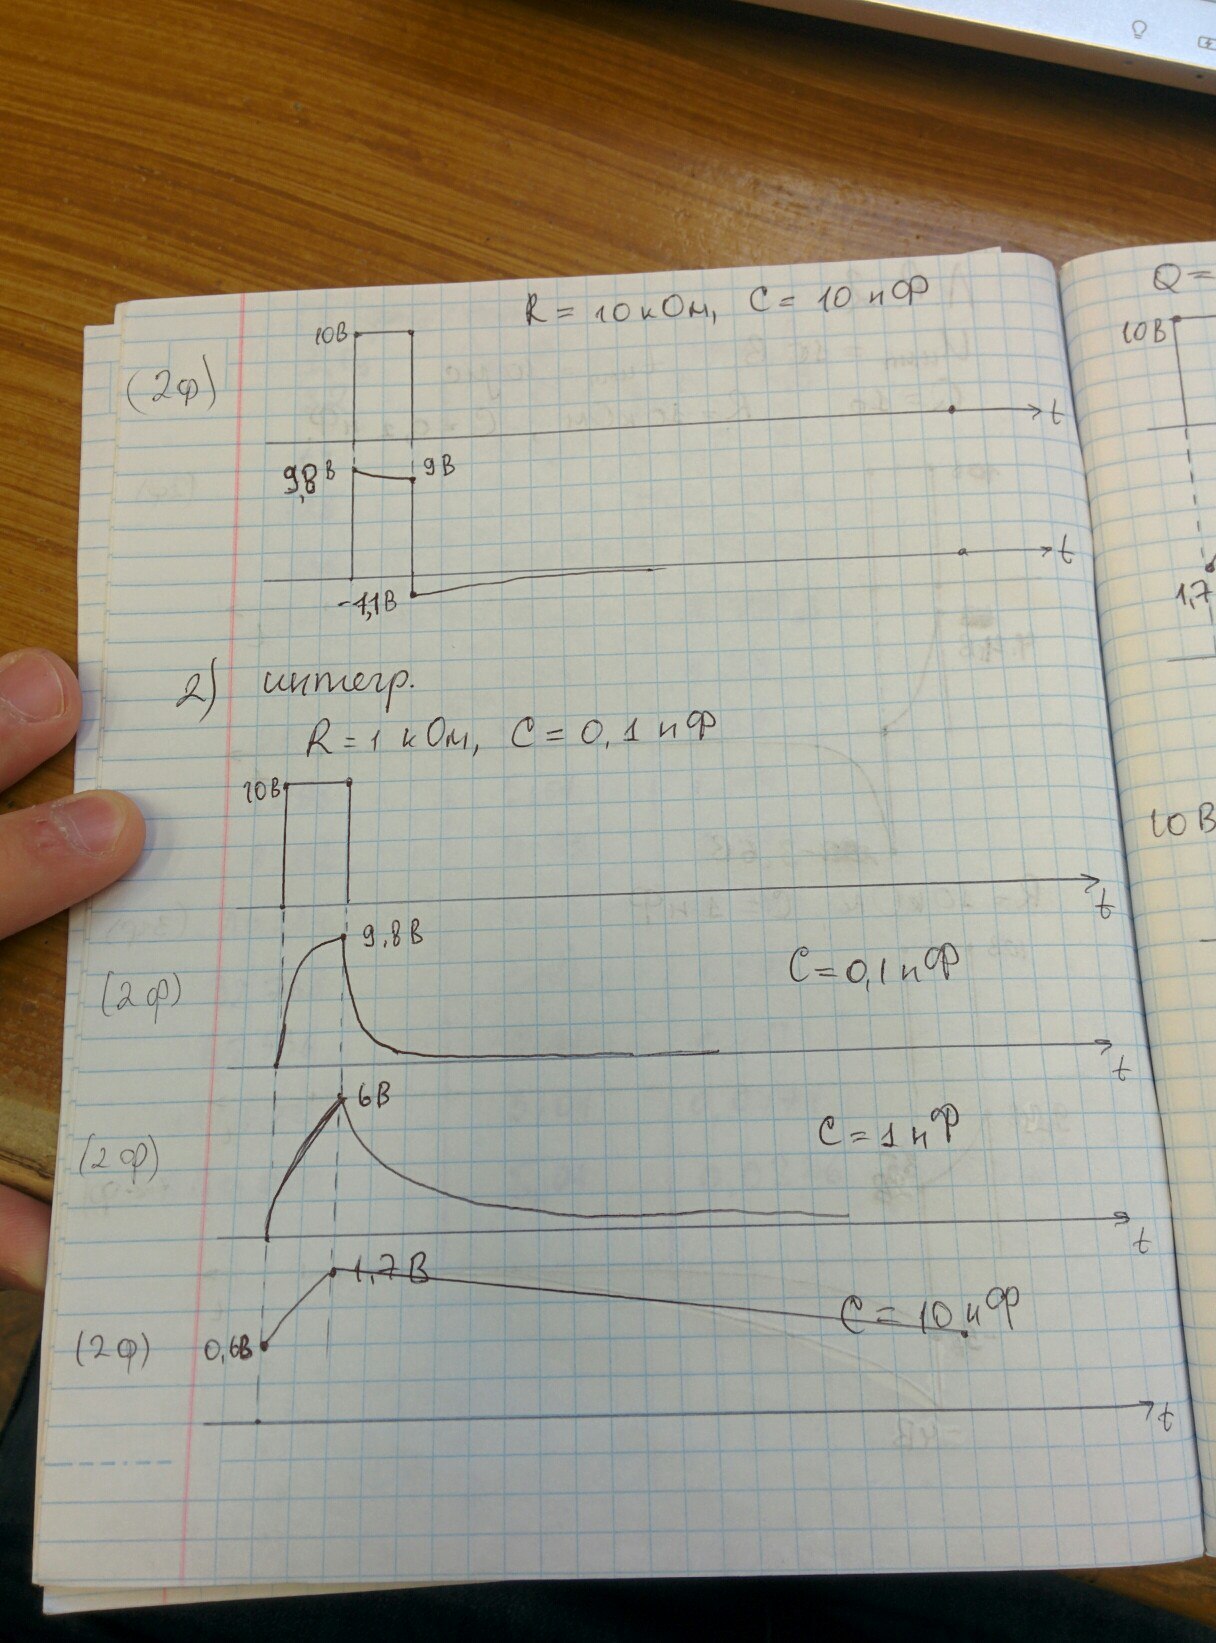 R = 10 кОм, C = 10 нФ
10В
(2ф)
t
9,8В
9В
t
-1,1В
2) интегр.
R = 1 кОм, C = 0,1 нФ
10В
t
9,8В
C = 0,1 нФ
(2ф)
t
6В
C = 1 нФ
(2ф)
t
1,7В
C = 10 нФ
(2ф)
0,6В
t
Q =
10В
1,7
10В